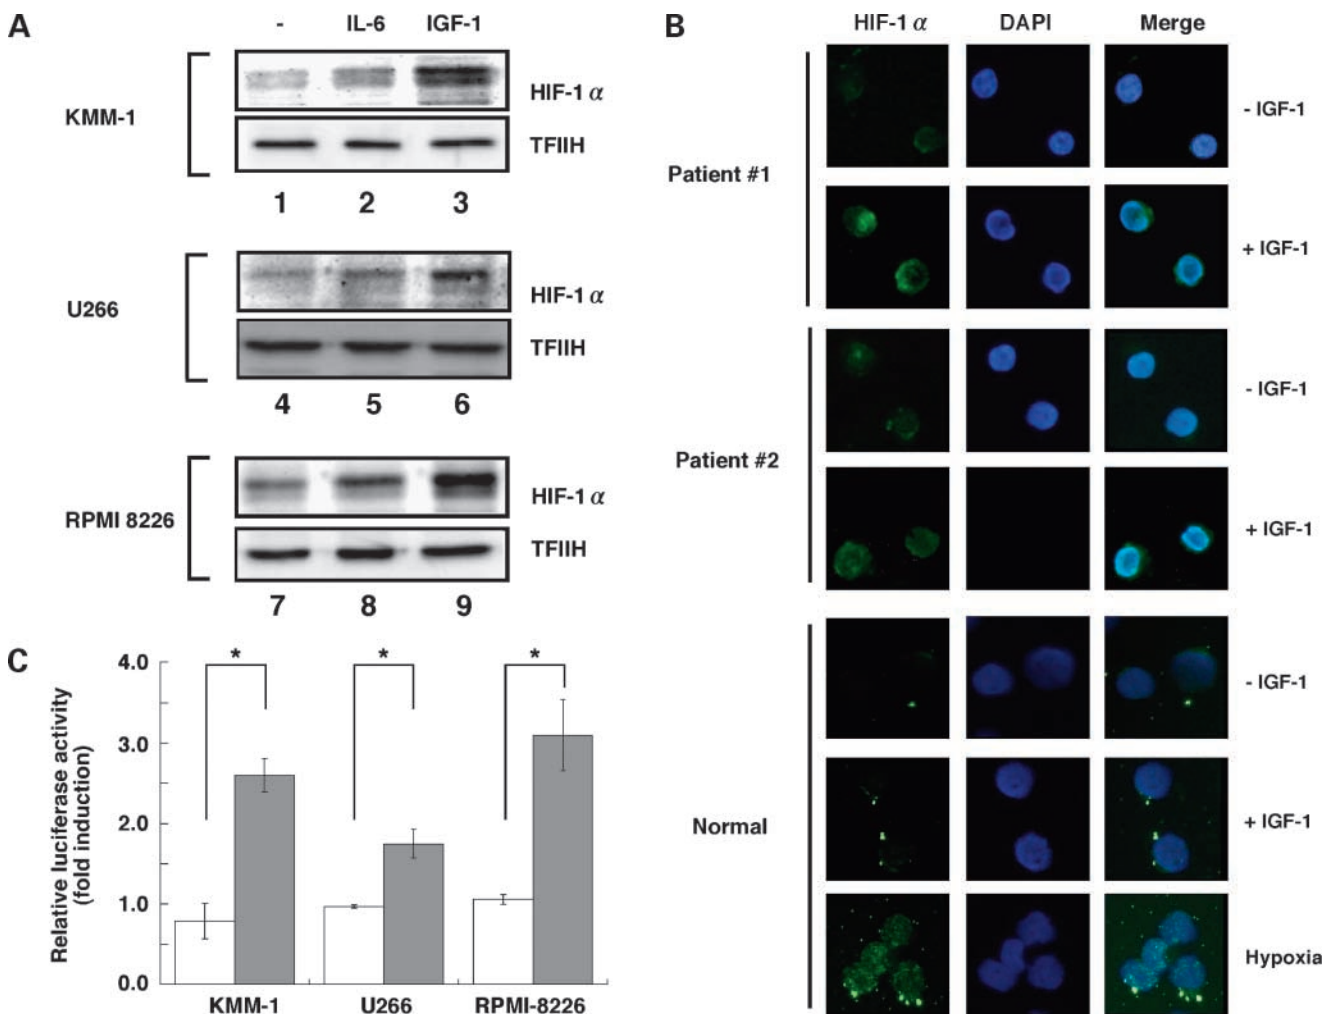 A
- IL-6 IGF-1
KMM-1
HIF-1 α
TFIIH
1 2 3
U266
HIF-1 α
TFIIH
4 5 6
RPMI 8226
HIF-1 α
TFIIH
7 8 9
B
HIF-1 α DAPI Merge
Patient #1
- IGF-1
+ IGF-1
Patient #2
- IGF-1
+ IGF-1
Normal
- IGF-1
+ IGF-1
Hypoxia
C
Relative luciferase activity
(fold induction)
4.0
3.0
2.0
1.0
0.0
* * *
KMM-1 U266 RPMI-8226